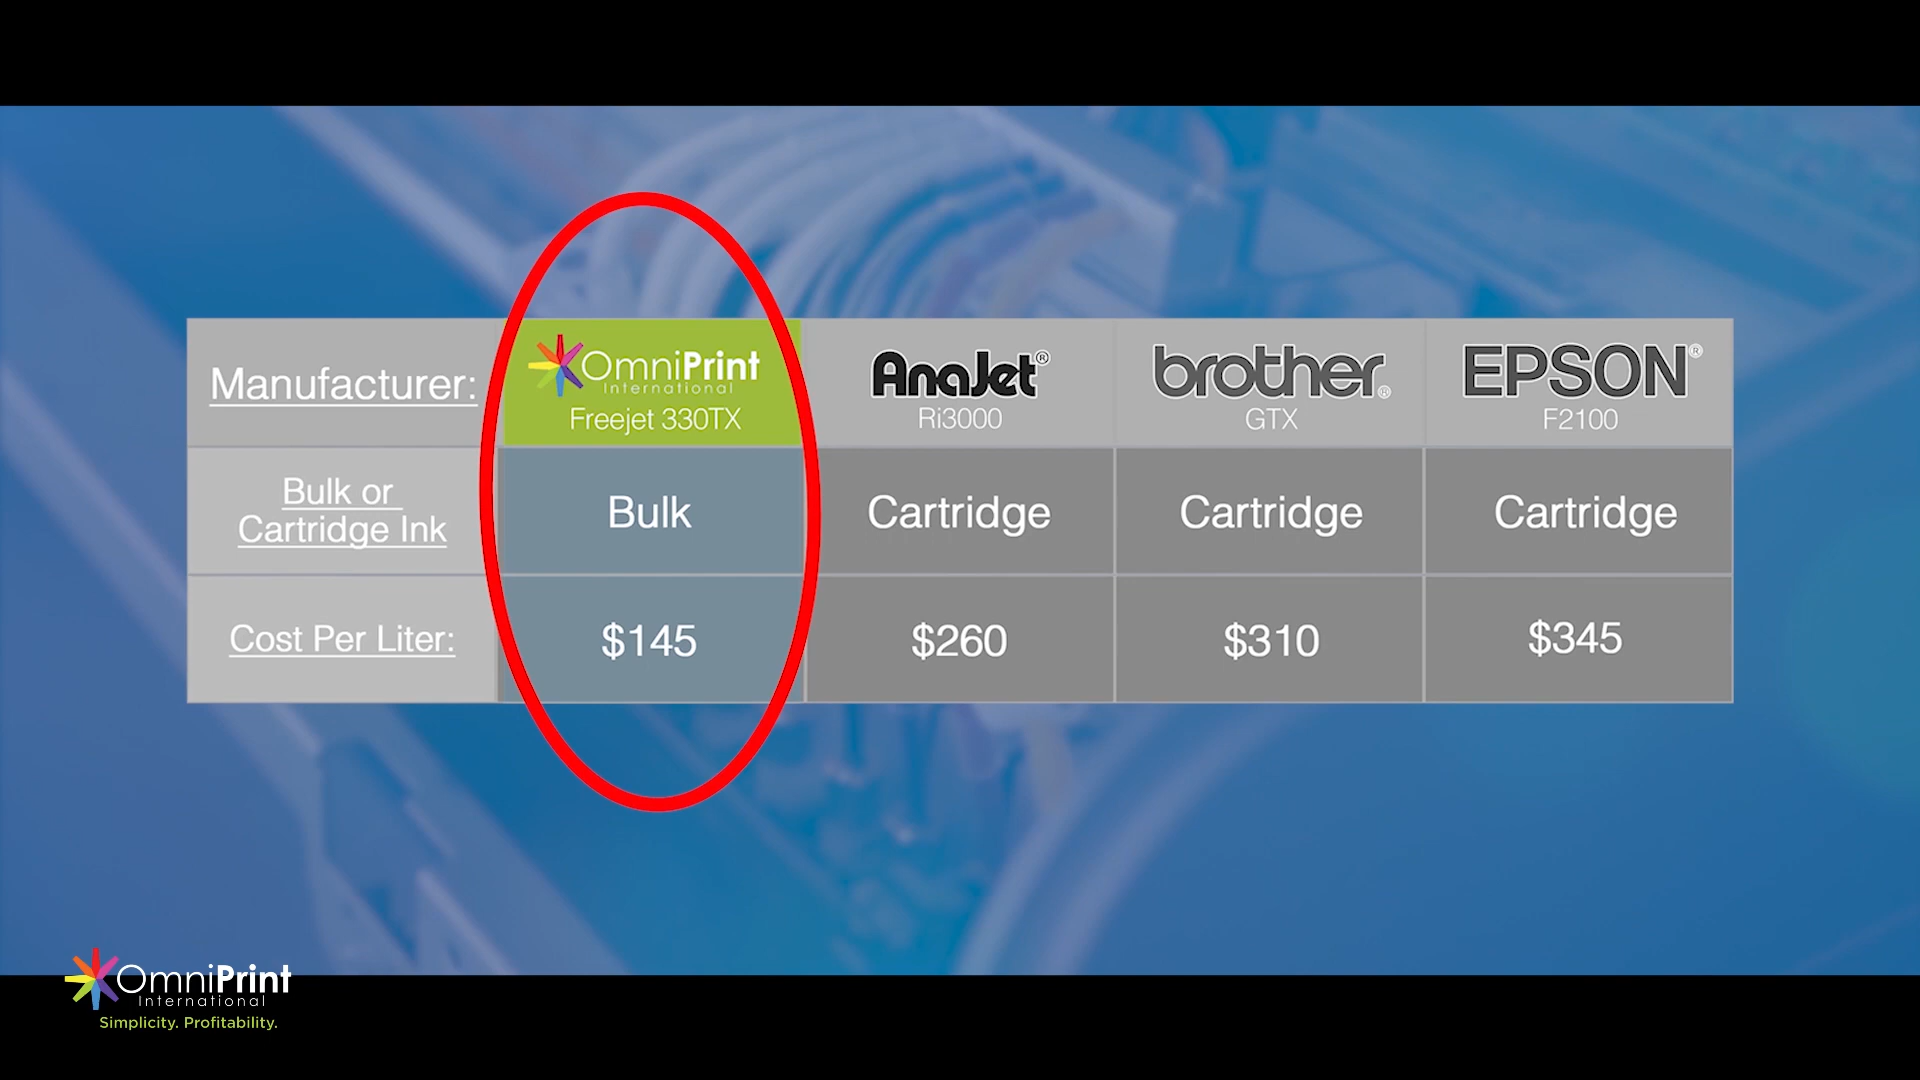 Manufacturer:
OmniPrint
International
Freejet 330TX
AnaJet®
Ri3000
brother®
GTX
EPSON®
F2100
Bulk or
Cartridge Ink
Bulk
Cartridge
Cartridge
Cartridge
Cost Per Liter:
$145
$260
$310
$345
OmniPrint
International
Simplicity. Profitability.